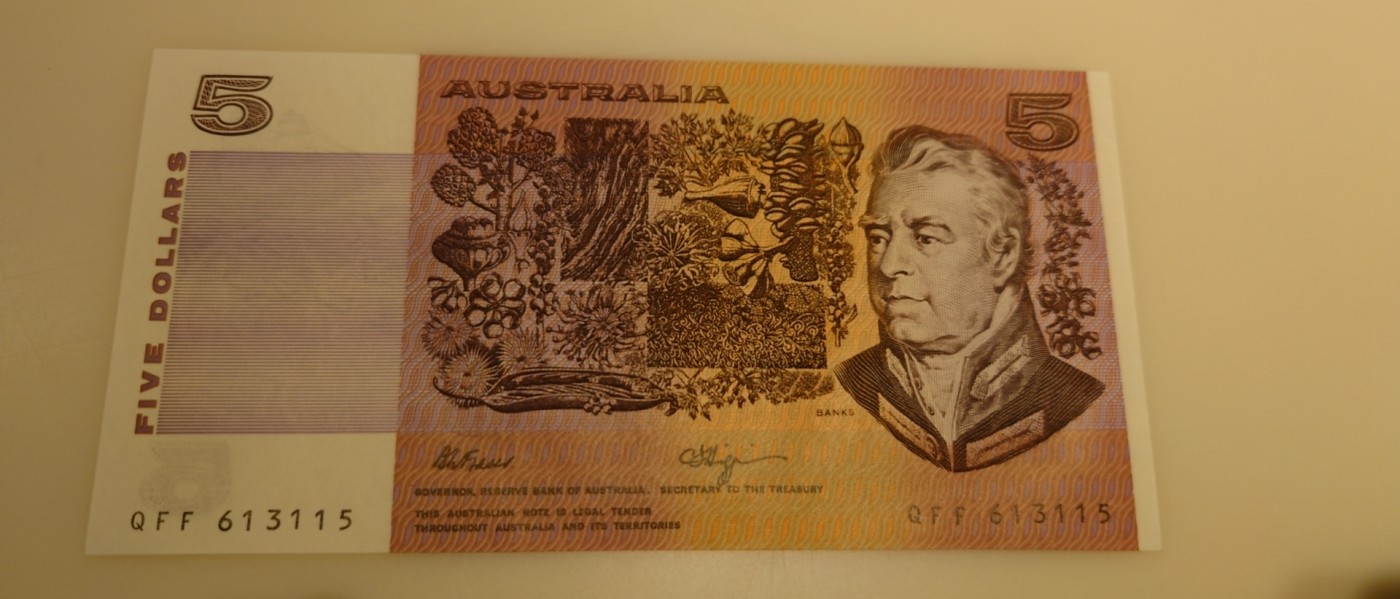 5
AUSTRALIA
5
FIVE DOLLARS
BANKS
GOVERNOR, RESERVE BANK OF AUSTRALIA. SECRETARY TO THE TREASURY
THIS AUSTRALIAN NOTE IS LEGAL TENDER
THROUGHOUT AUSTRALIA AND ITS TERRITORIES
QFF 613115
QFF 613115